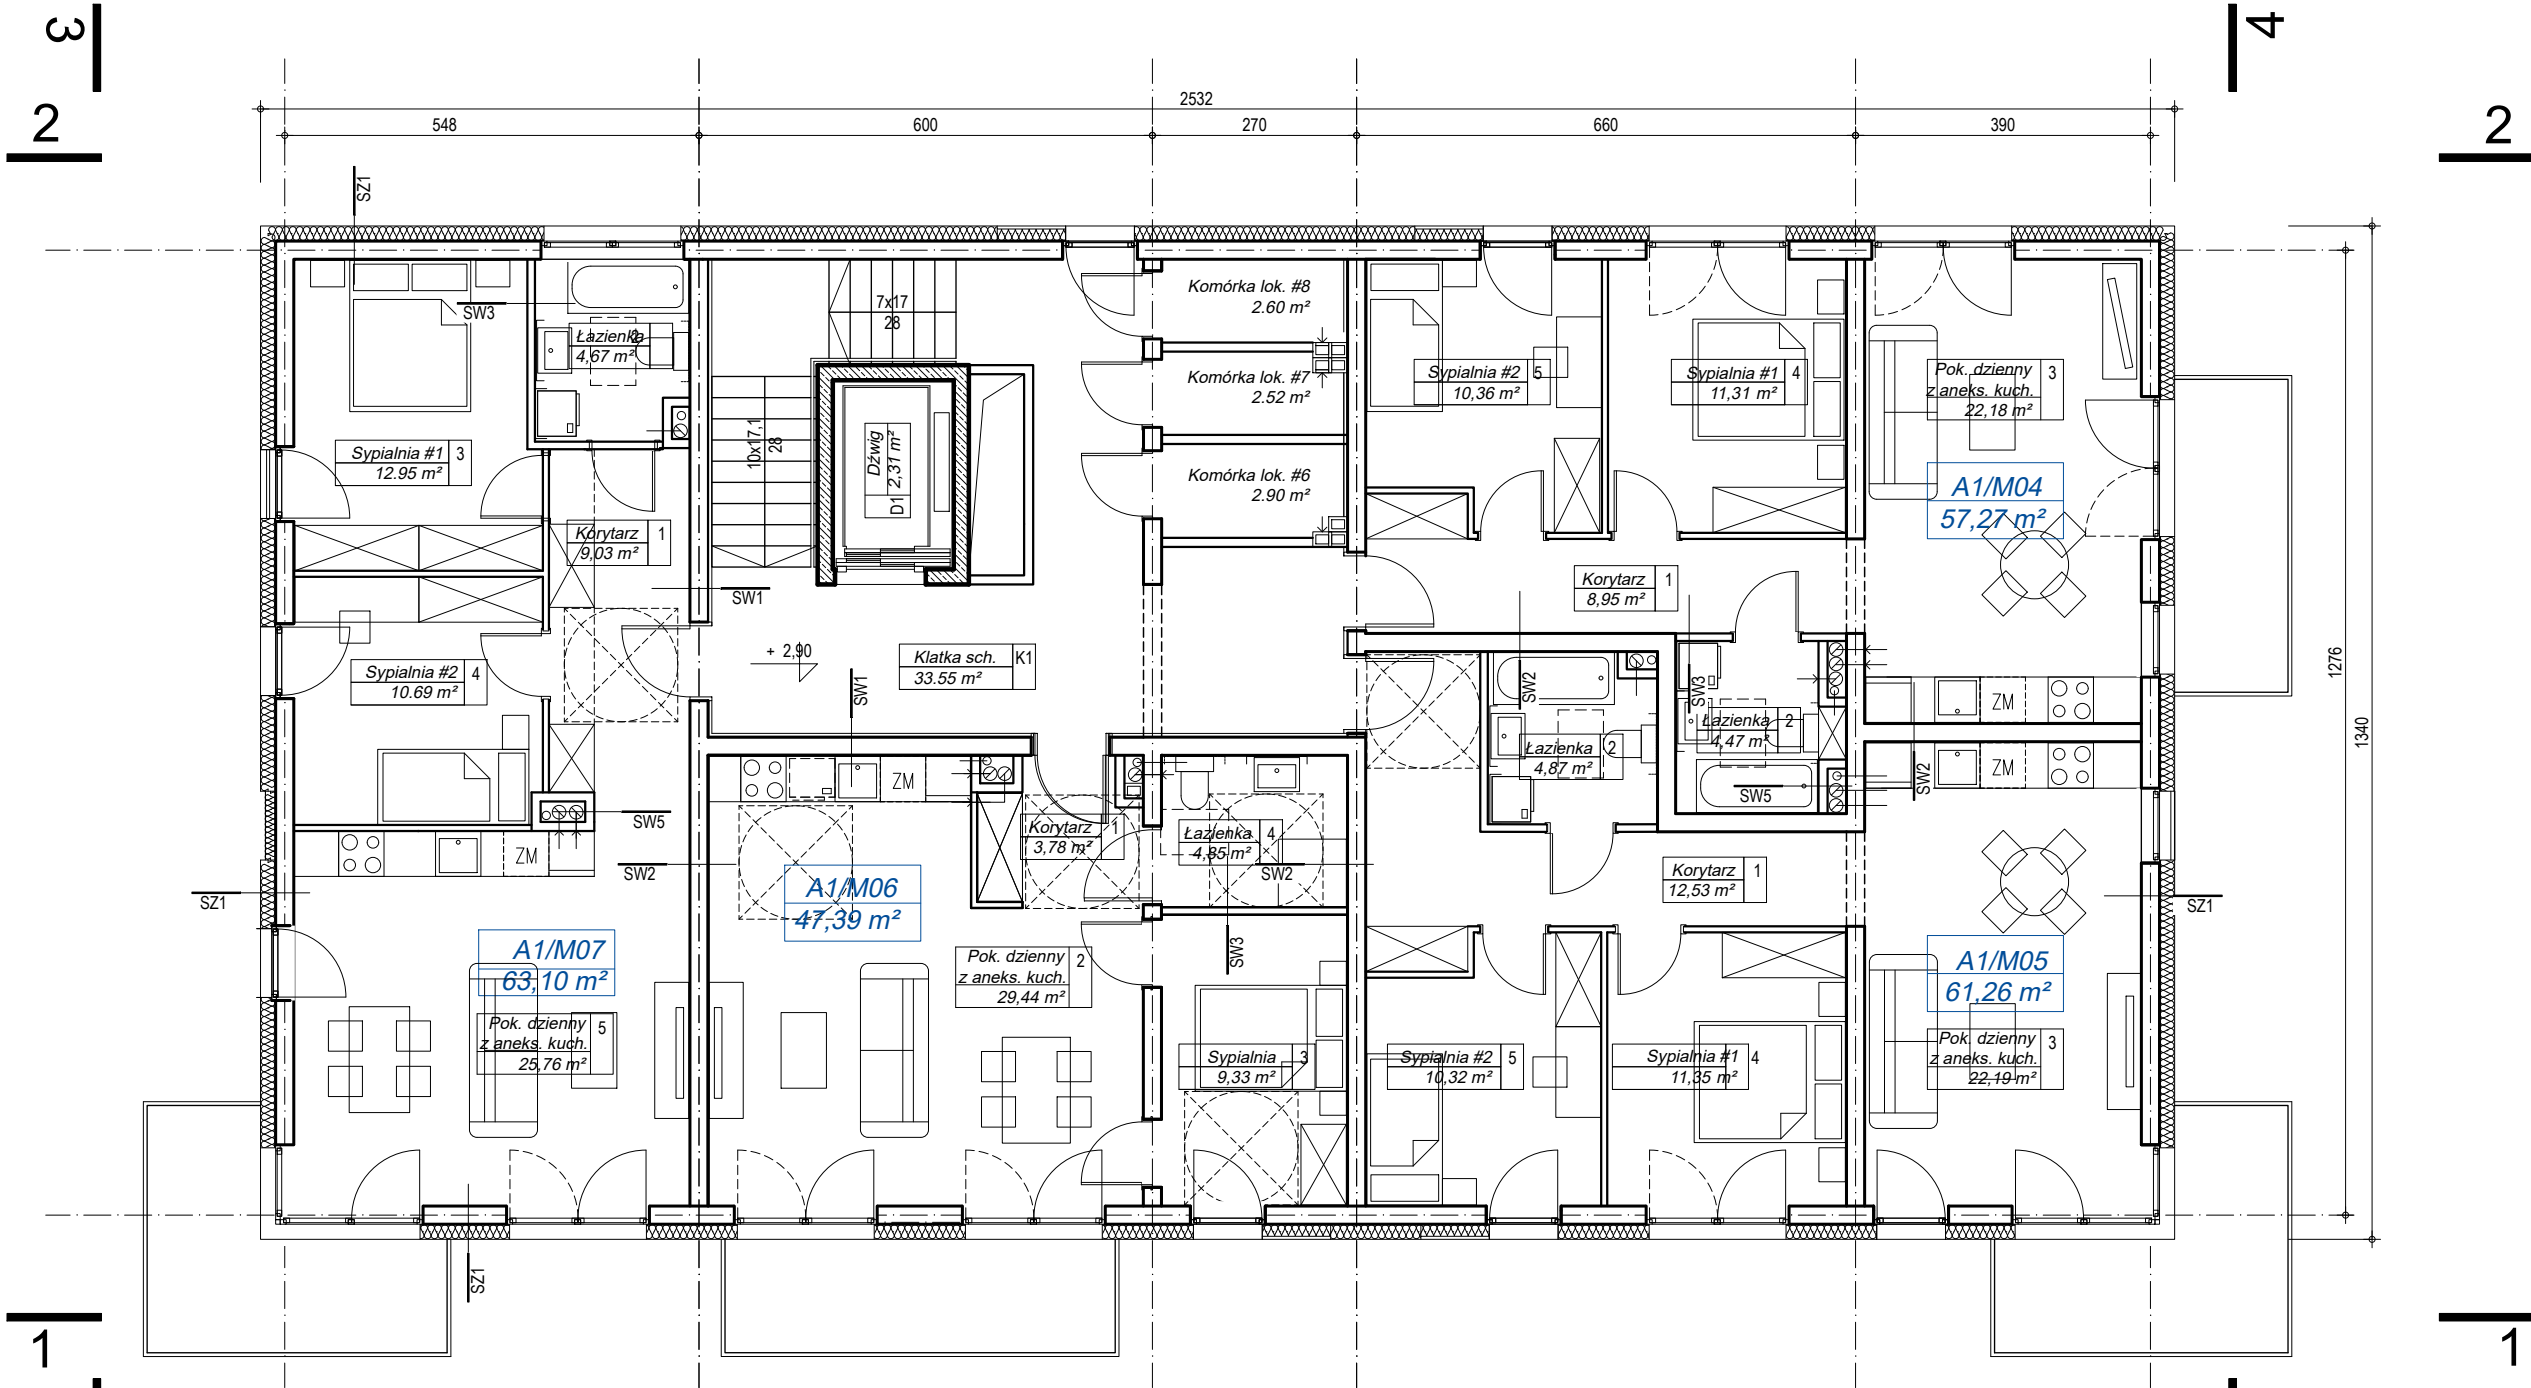 3
4
2
2
2532
548
600
270
660
390
SZ1
SW3
Łazienka 2
4,67 m²
7x17
28
10x17,1
28
Dźwig
2,31 m²
D1
Komórka lok. #8
2.60 m²
Komórka lok. #7
2.52 m²
Komórka lok. #6
2.90 m²
Sypialnia #2 5
10,36 m²
Sypialnia #1 4
11,31 m²
Pok. dzienny 3
z aneks. kuch.
22,18 m²
A1/M04
57,27 m²
Sypialnia #1 3
12.95 m²
Korytarz 1
9,03 m²
SW1
Korytarz 1
8,95 m²
+ 2,90
Klatka sch. K1
33.55 m²
Sypialnia #2 4
10.69 m²
SW1
SW2
SW3
Łazienka 2
4,87 m²
Łazienka 2
4,47 m²
ZM
ZM
SW2
SW5
1276
1340
ZM
SW5
SW2
ZM
Korytarz 1
3,78 m²
Łazienka 4
4,85 m²
SW2
SW3
Korytarz 1
12,53 m²
SZ1
SZ1
A1/M06
47,39 m²
A1/M07
63,10 m²
Pok. dzienny 5
z aneks. kuch.
25,76 m²
Pok. dzienny 2
z aneks. kuch.
29,44 m²
Sypialnia 3
9,33 m²
Sypialnia #2 5
10,32 m²
Sypialnia #1 4
11,35 m²
A1/M05
61,26 m²
Pok. dzienny 3
z aneks. kuch.
22,19 m²
SZ1
1
1